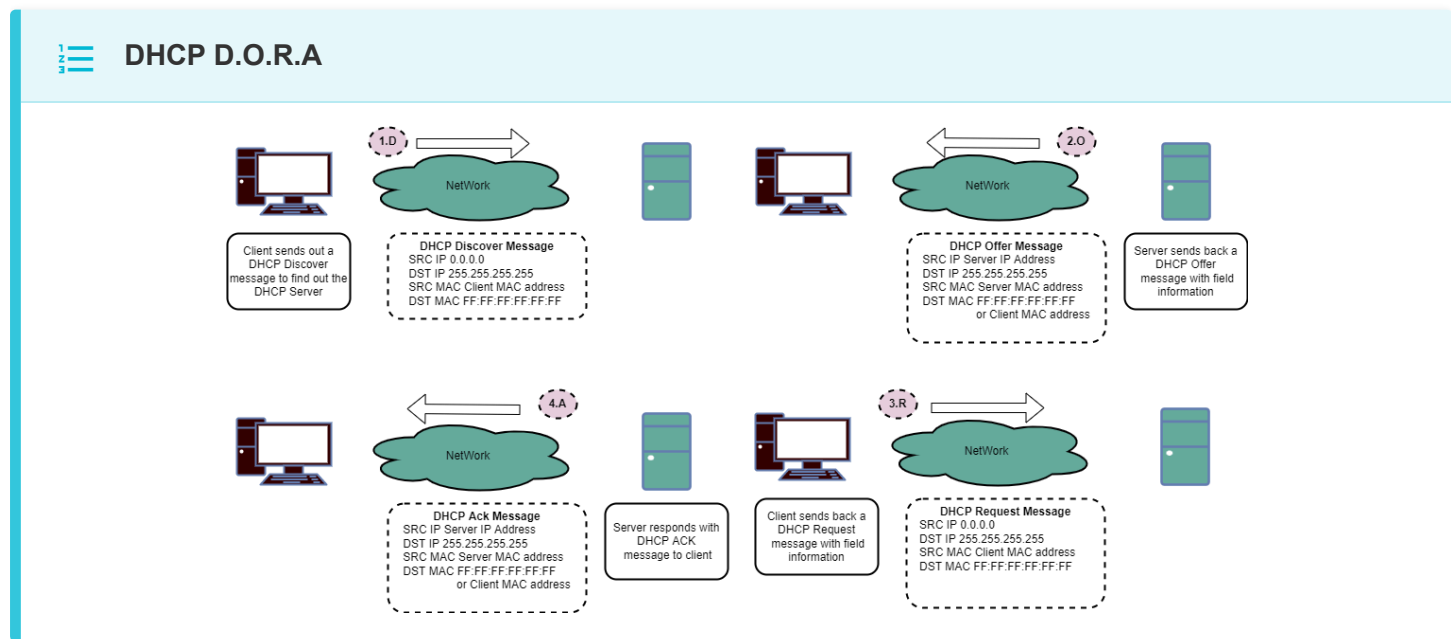 1
2
3
DHCP D.O.R.A
1.D
NetWork
Client sends out a
DHCP Discover
message to find out the
DHCP Server
DHCP Discover Message
SRC IP 0.0.0.0
DST IP 255.255.255.255
SRC MAC Client MAC address
DST MAC FF:FF:FF:FF:FF:FF
2.O
NetWork
DHCP Offer Message
SRC IP Server IP Address
DST IP 255.255.255.255
SRC MAC Server MAC address
DST MAC FF:FF:FF:FF:FF:FF
or Client MAC address
Server sends back a
DHCP Offer
message with field
information
4.A
NetWork
DHCP Ack Message
SRC IP Server IP Address
DST IP 255.255.255.255
SRC MAC Server MAC address
DST MAC FF:FF:FF:FF:FF:FF
or Client MAC address
Server responds with
DHCP ACK
message to client
3.R
NetWork
Client sends back a
DHCP Request
message with field
information
DHCP Request Message
SRC IP 0.0.0.0
DST IP 255.255.255.255
SRC MAC Client MAC address
DST MAC FF:FF:FF:FF:FF:FF